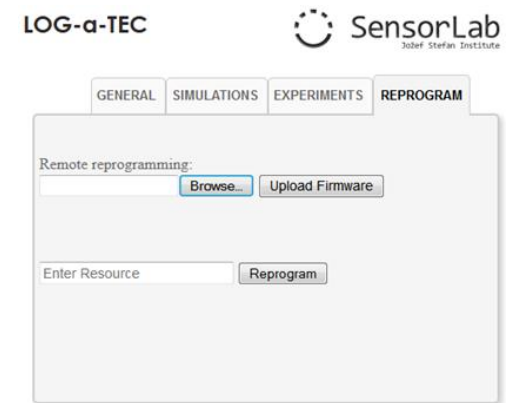 LOG-a-TEC
SensorLab
Jožef Stefan Institute
GENERAL SIMULATIONS EXPERIMENTS REPROGRAM
Remote reprogramming:
Browse... Upload Firmware
Enter Resource Reprogram